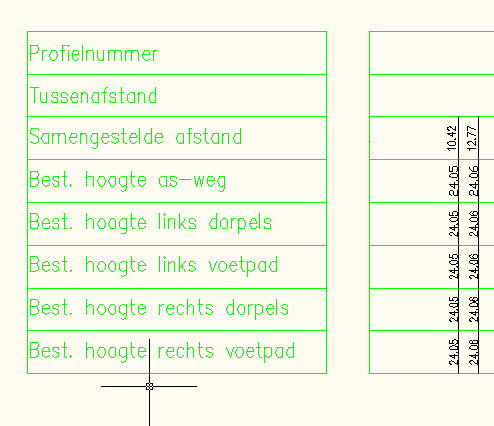 Profielnummer
Tussenafstand
Samengestelde afstand
10.42 12.77
Best. hoogte as-weg
24.05 24.06
Best. hoogte links dorpels
24.05 24.06
Best. hoogte links voetpad
24.05 24.06
Best. hoogte rechts dorpels
24.05 24.06
Best. hoogte rechts voetpad
24.05 24.06